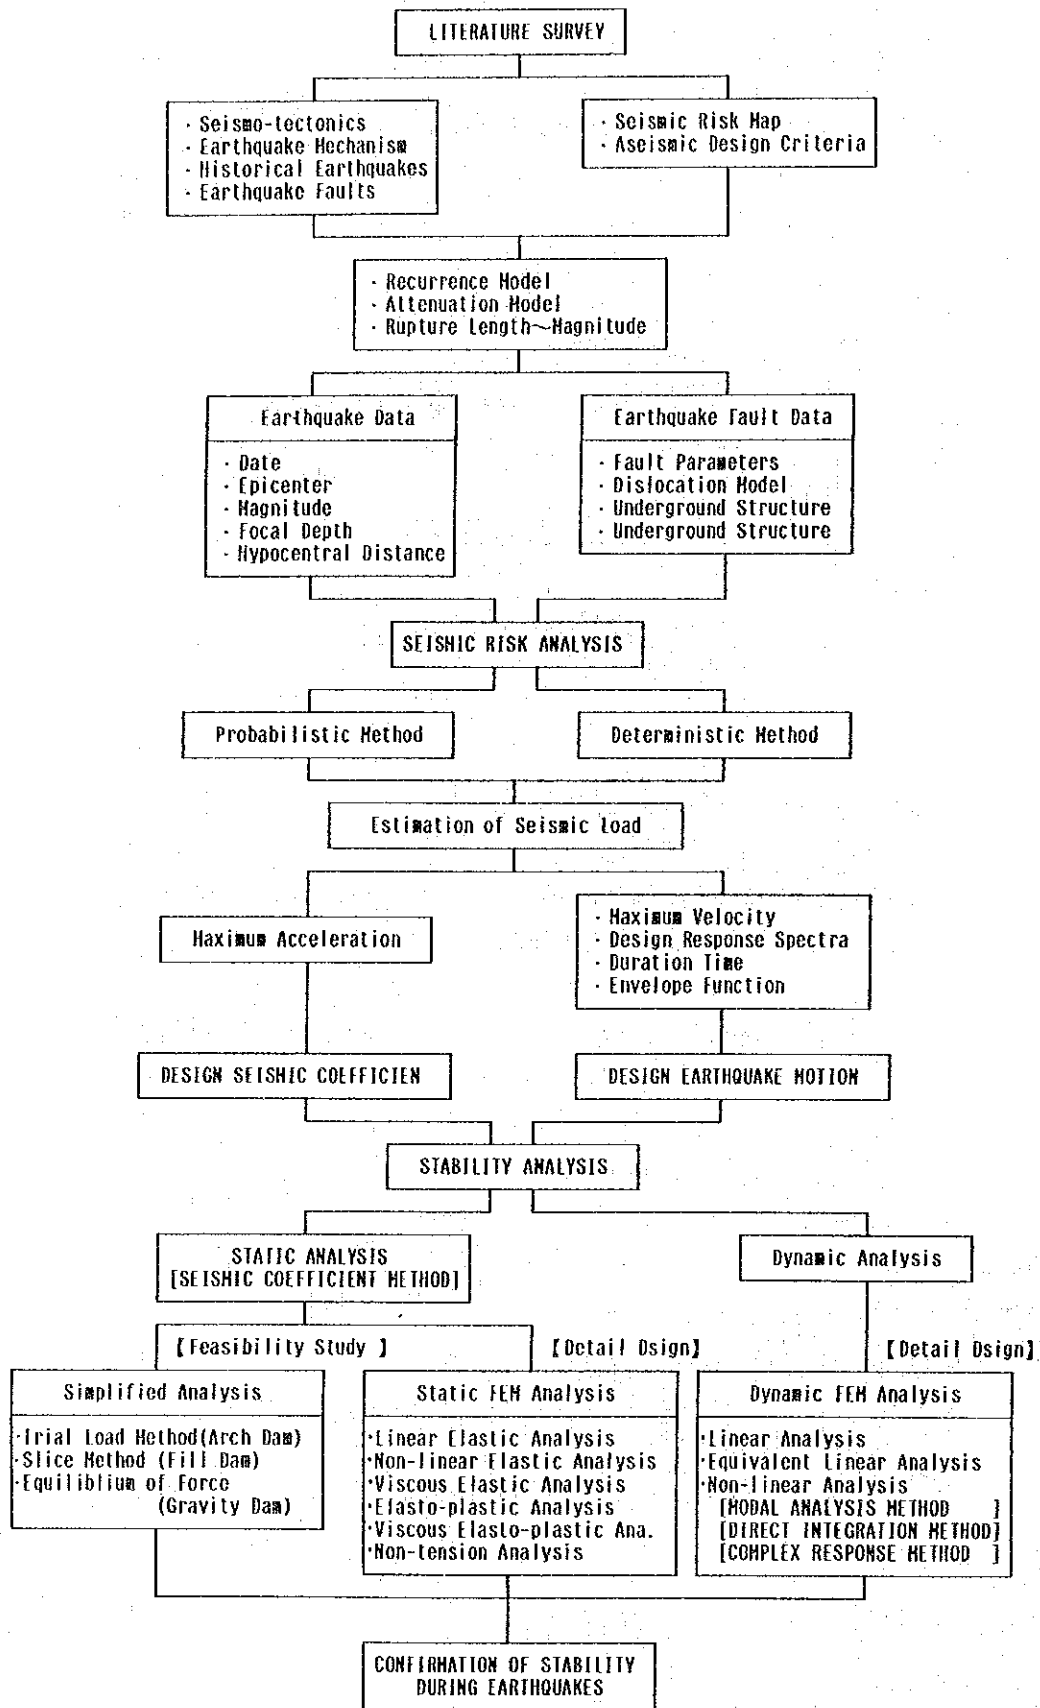 LITERATURE SURVEY
· Seismo-tectonics
· Earthquake Mechanism
· Historical Earthquakes
· Earthquake Faults
· Seismic Risk Map
· Aseismic Design Criteria
· Recurrence Model
· Attenuation Model
· Rupture Length~Magnitude
Earthquake Data
· Date
· Epicenter
· Magnitude
· Focal Depth
· Hypocentral Distance
Earthquake Fault Data
· Fault Parameters
· Dislocation Model
· Underground Structure
· Underground Structure
SEISMIC RISK ANALYSIS
Probabilistic Method
Deterministic Method
Estimation of Seismic Load
Maximum Acceleration
· Maximum Velocity
· Design Response Spectra
· Duration Time
· Envelope Function
DESIGN SEISMIC COEFFICIEN
DESIGN EARTHQUAKE MOTION
STABILITY ANALYSIS
STATIC ANALYSIS
[SEISMIC COEFFICIENT METHOD]
Dynamic Analysis
【Feasibility Study 】
【Detail Dsign】
【Detail Dsign】
Simplified Analysis
·Trial Load Method(Arch Dam)
·Slice Method (Fill Dam)
·Equiliblium of Force
(Gravity Dam)
Static FEM Analysis
·Linear Elastic Analysis
·Non-linear Elastic Analysis
·Viscous Elastic Analysis
·Elasto-plastic Analysis
·Viscous Elasto-plastic Ana.
·Non-tension Analysis
Dynamic FEM Analysis
·Linear Analysis
·Equivalent Linear Analysis
·Non-linear Analysis
[MODAL ANALYSIS METHOD ]
[DIRECT INTEGRATION METHOD]
[COMPLEX RESPONSE METHOD ]
CONFIRMATION OF STABILITY
DURING EARTHQUAKES